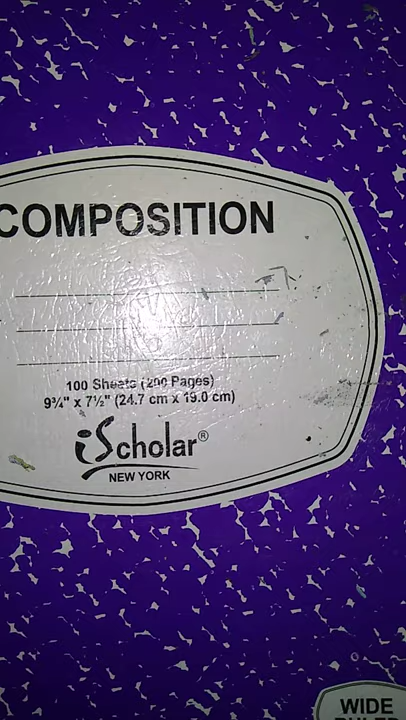 COMPOSITION
100 Sheets (200 Pages)
9¾" x 7½" (24.7 cm x 19.0 cm)
iScholar®
NEW YORK
WIDE